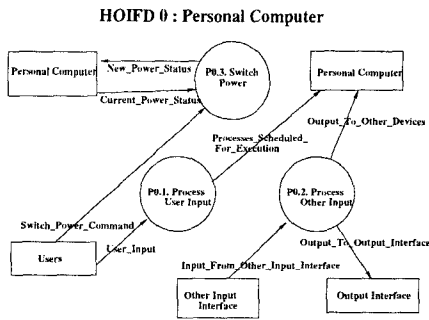 HOIFD 0 : Personal Computer
New_Power_Status
P0.3. Switch
Power
Personal Computer
Personal Computer
Current_Power_Status
Output_To_Other_Devices
Processes_Scheduled_
For_Execution
P0.1. Process
User Input
P0.2. Process
Other Input
Switch_Power_Command
User_Input
Output_To_Output_Interface
Users
Input_From_Other_Input_Interface
Other Input
Interface
Output Interface